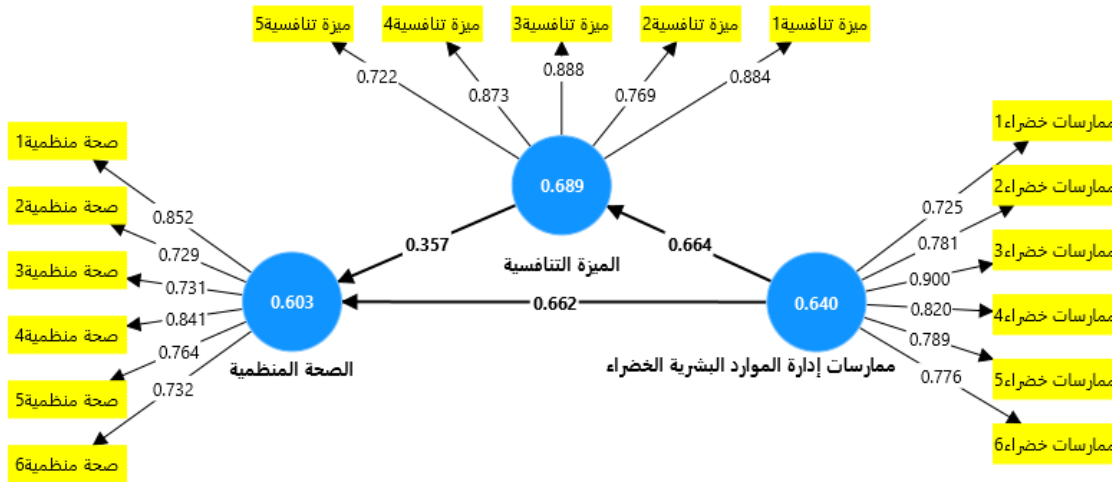 ميزة تنافسية1
ميزة تنافسية2
ميزة تنافسية3
ميزة تنافسية4
ميزة تنافسية5
0.884
0.769
0.888
0.873
0.722
0.689
الميزة التنافسية
0.664
0.357
0.662
ممارسات خضراء1
ممارسات خضراء2
ممارسات خضراء3
ممارسات خضراء4
ممارسات خضراء5
ممارسات خضراء6
0.725
0.781
0.900
0.820
0.789
0.776
0.640
ممارسات إدارة الموارد البشرية الخضراء
0.603
الصحة المنظمية
0.852
0.729
0.731
0.841
0.764
0.732
صحة منظمية1
صحة منظمية2
صحة منظمية3
صحة منظمية4
صحة منظمية5
صحة منظمية6